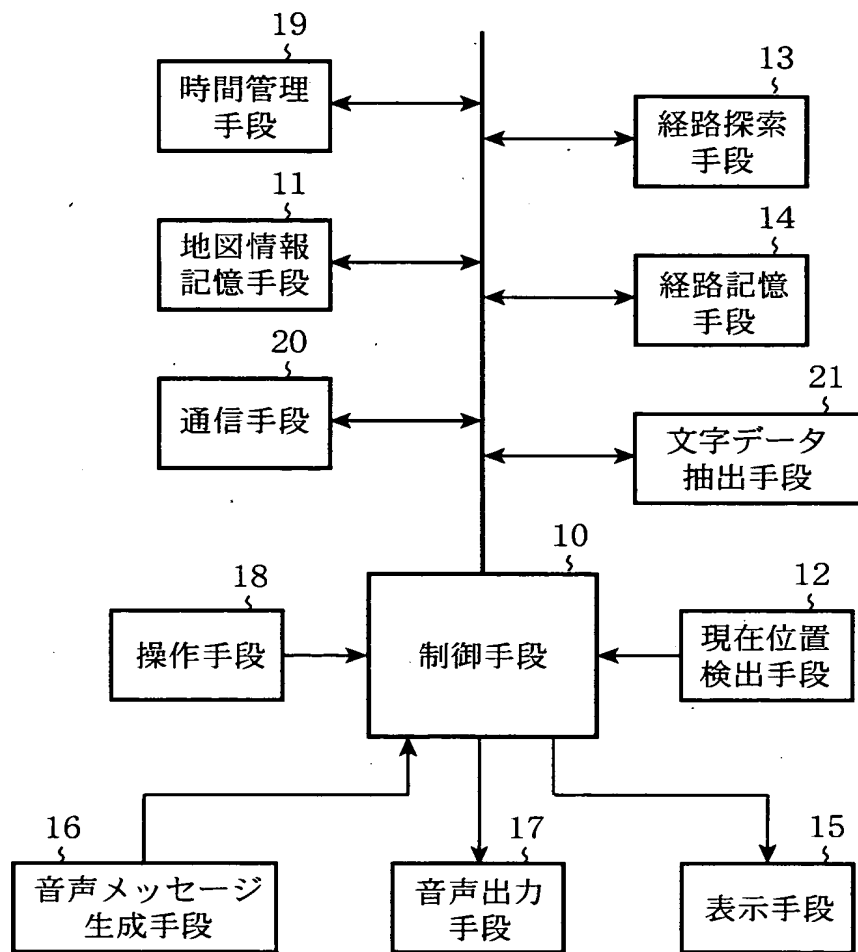 19
時間管理
手段
13
経路探索
手段
11
地図情報
記憶手段
14
経路記憶
手段
20
通信手段
21
文字データ
抽出手段
10
制御手段
18
操作手段
12
現在位置
検出手段
16
音声メッセージ
生成手段
17
音声出力
手段
15
表示手段